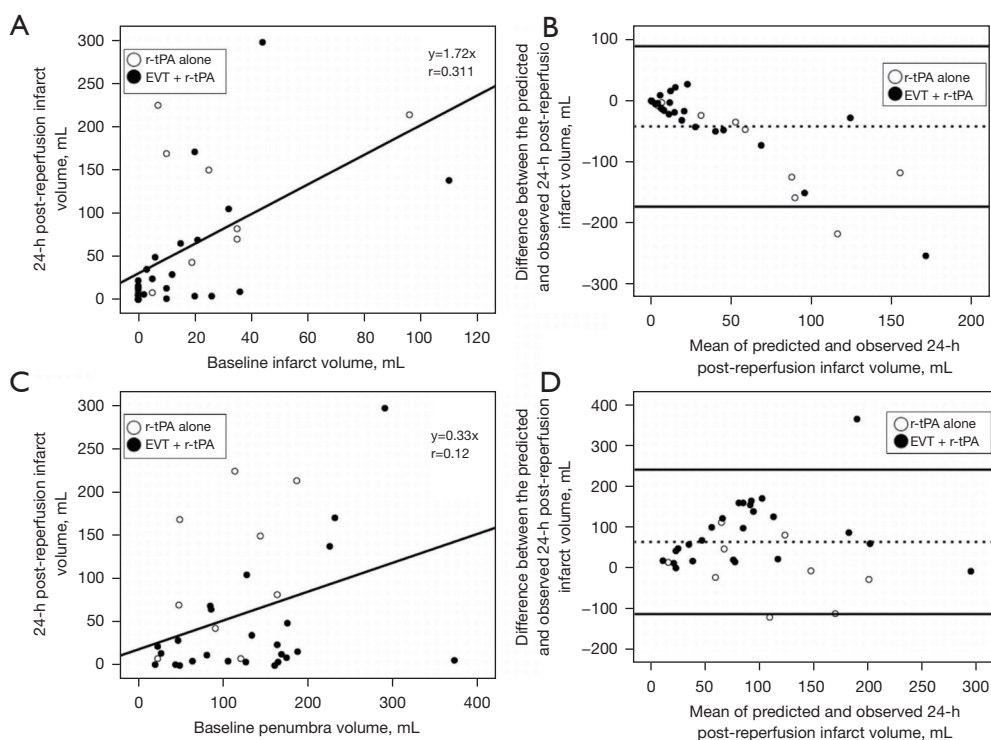 A
300
250
200
150
100
50
0
24-h post-reperfusion infarct
volume, mL
r-tPA alone
EVT + r-tPA
y=1.72x
r=0.311
0 20 40 60 80 100 120
Baseline infarct volume, mL
B
100
0
−100
−200
−300
Difference between the predicted
and observed 24-h post-reperfusio
infarct volume, mL
r-tPA alone
EVT + r-tPA
0 50 100 150 200
Mean of predicted and observed 24-h
post-reperfusion infarct volume, mL
C
300
250
200
150
100
50
0
24-h post-reperfusion infarct
volume, mL
r-tPA alone
EVT + r-tPA
y=0.33x
r=0.12
0 100 200 300 400
Baseline penumbra volume, mL
D
400
300
200
100
0
−100
−200
Difference between the predicted
and observed 24-h post-reperfusion
infarct volume, mL
r-tPA alone
EVT + r-tPA
0 50 100 150 200 250 300
Mean of predicted and observed 24-h
post-reperfusion infarct volume, mL